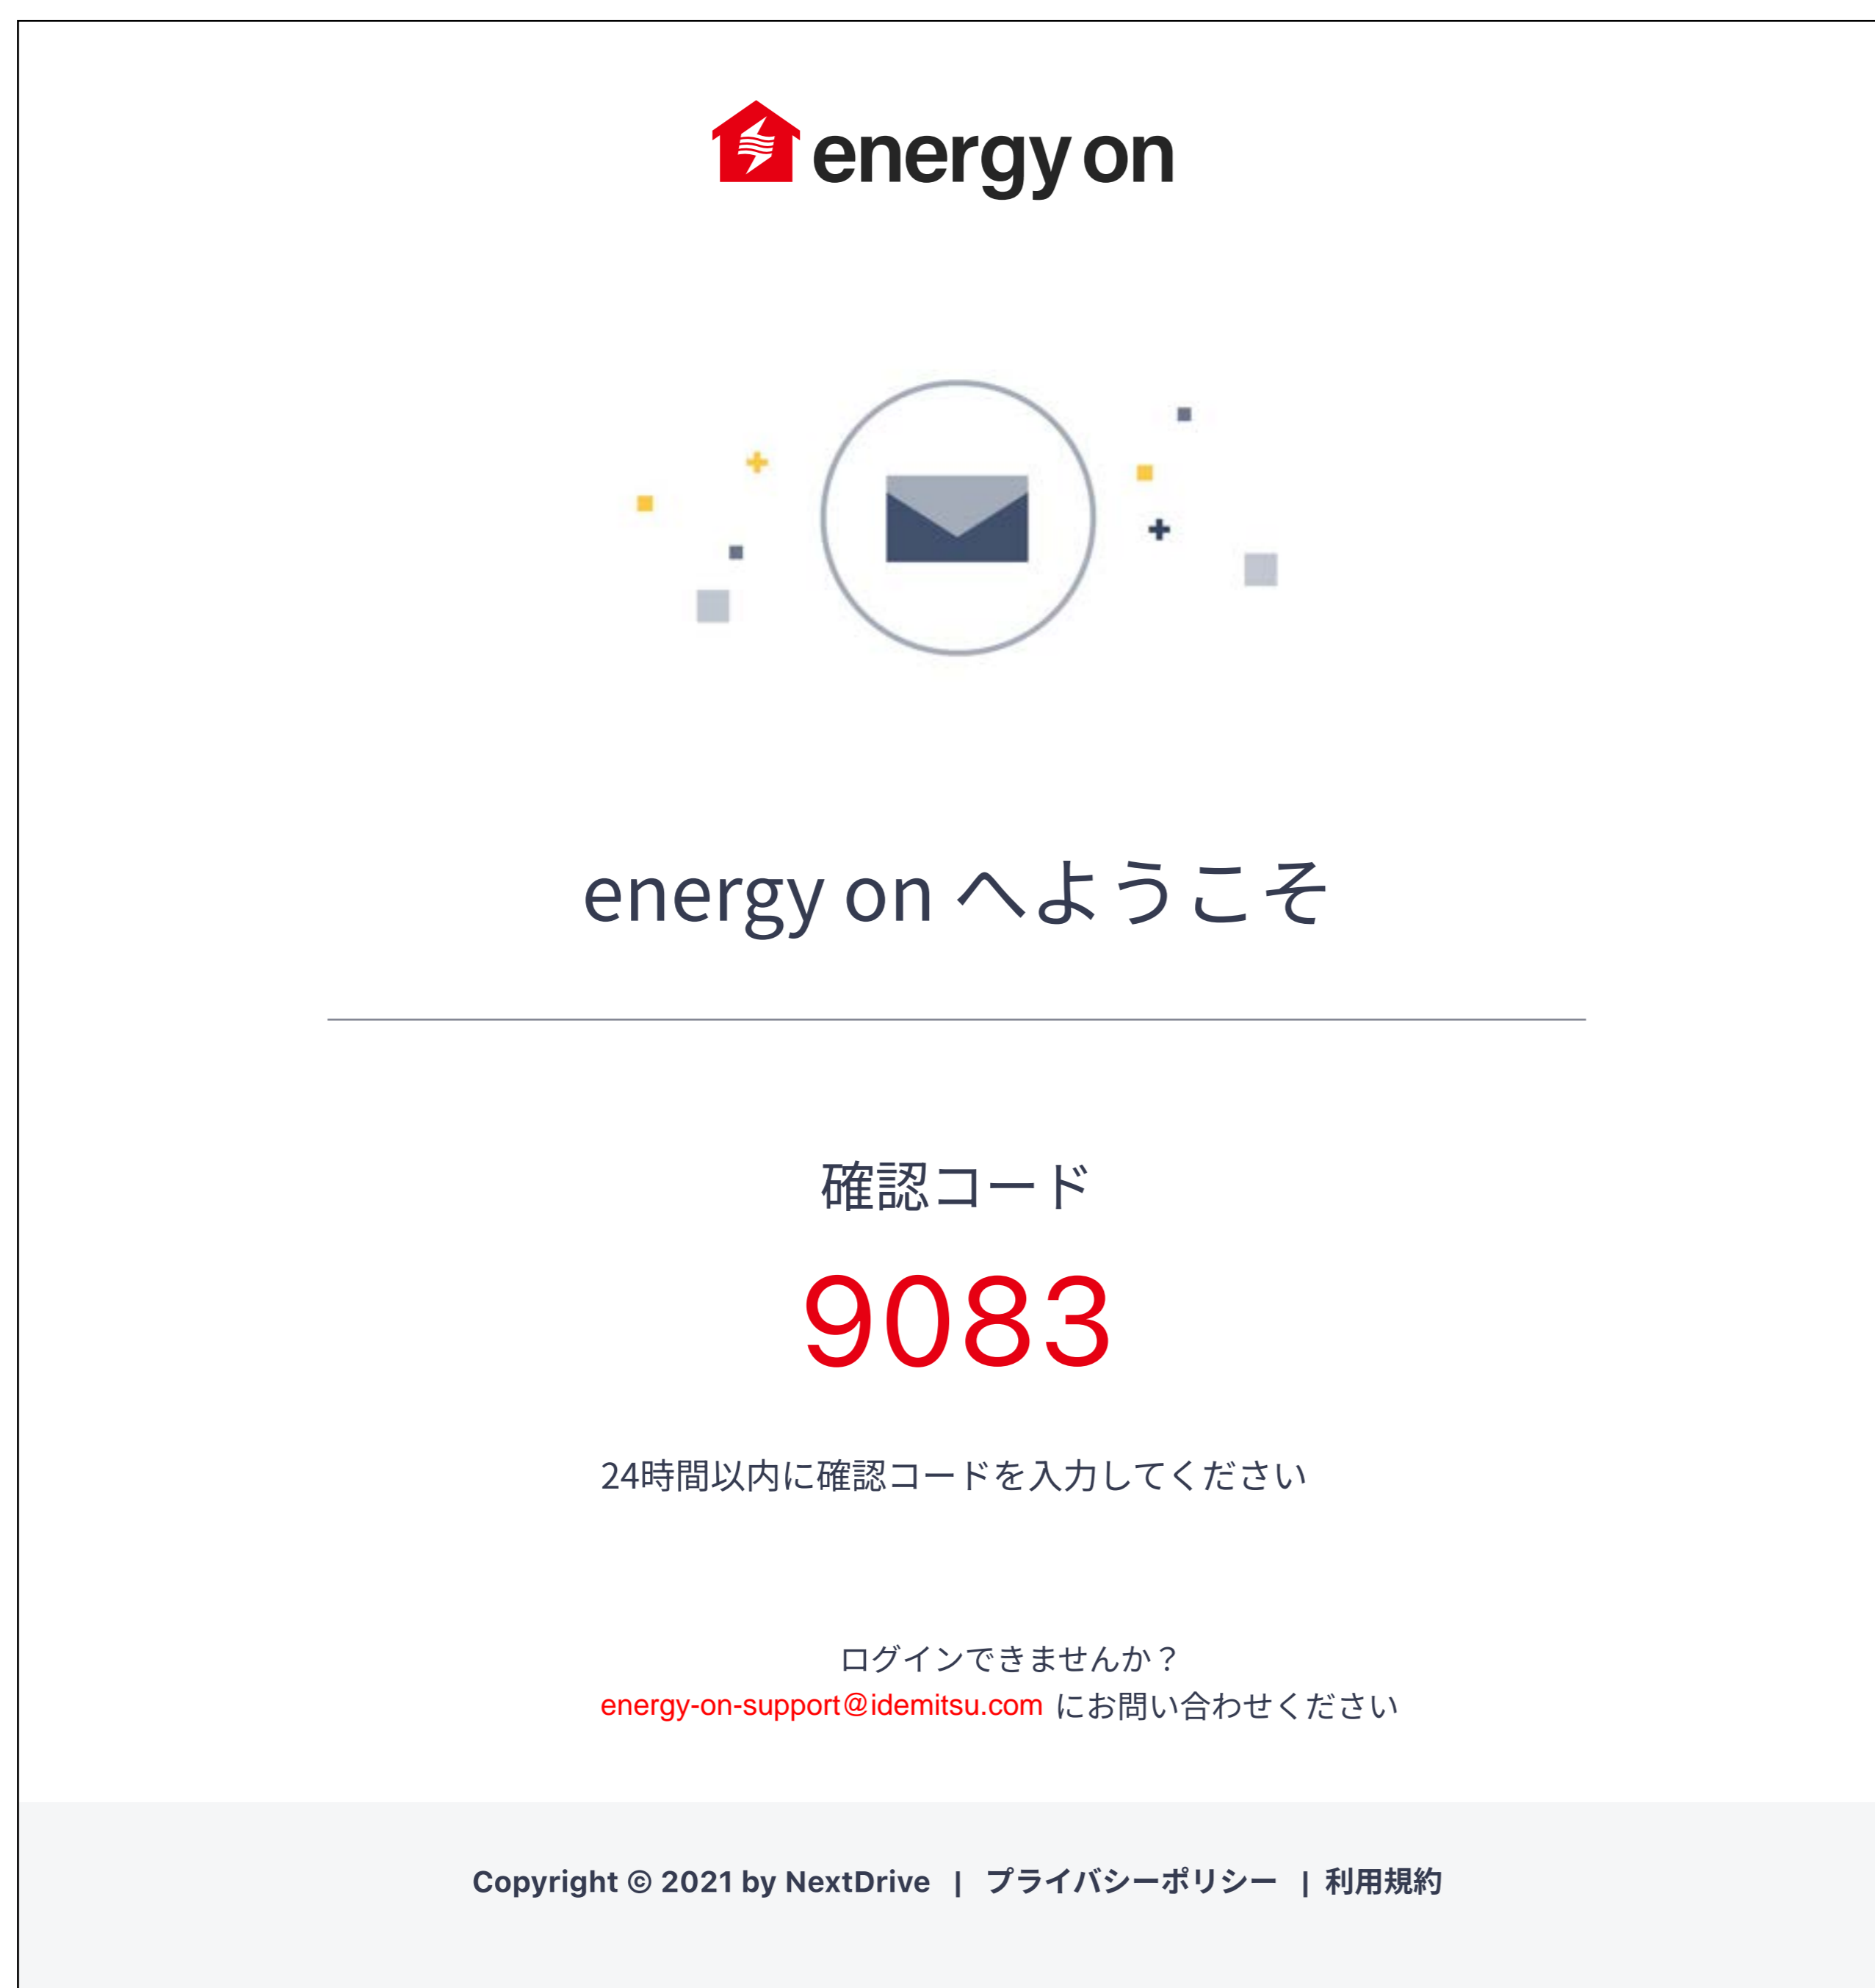 energy on
energy on へようこそ
確認コード
9083
24時間以内に確認コードを入力してください
ログインできませんか？
energy-on-support@idemitsu.com にお問い合わせください
Copyright © 2021 by NextDrive | プライバシーポリシー | 利用規約